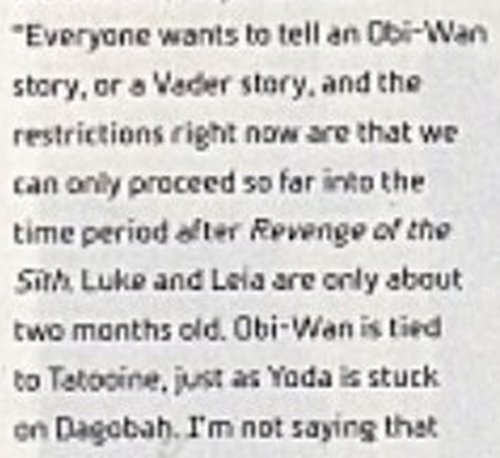 "Everyone wants to tell an Obi-Wan
story, or a Vader story, and the
restrictions right now are that we
can only proceed so far into the
time period after Revenge of the
Sith. Luke and Leia are only about
two months old. Obi-Wan is tied
to Tatooine, just as Yoda is stuck
on Dagobah. I'm not saying that